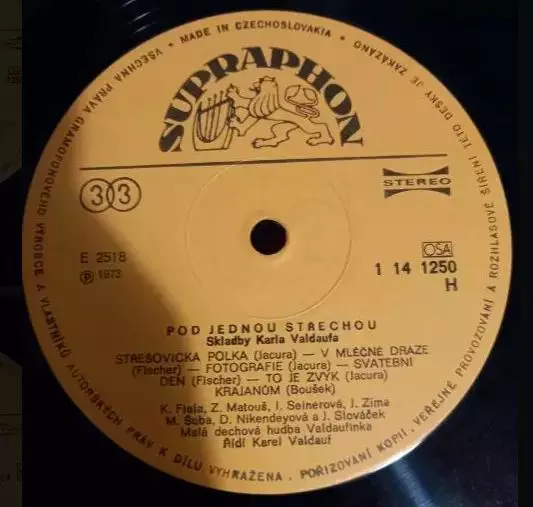 • MADE IN CZECHOSLOVAKIA •
VŠECHNA PRÁVA GRAMOFONOVÉHO VÝROBCE A VLASTNÍKŮ AUTORSKÝCH PRÁV K DÍLU VYHRAŽENA. POŘIZOVÁNÍ KOPIÍ, VEŘEJNÉ PROVOZOVÁNÍ A ROZHLASOVÉ ŠÍŘENÍ TÉTO DESKY JE ZAKÁZÁNO
SUPRAPHON
33
STEREO
E 2518
OSA
℗ 1973
1 14 1250
H
POD JEDNOU STŘECHOU
Skladby Karla Valdaufa
STŘEŠOVICKÁ POLKA (Jacura) — V MLÉČNÉ DRÁZE
(Fischer) — FOTOGRAFIE (Jacura) — SVATEBNÍ
DEN (Fischer) — TO JE ZVYK (Jacura)
KRAJANŮM (Boušek)
K. Fiala, Z. Matouš, I. Seinerová, J. Zíma
M. Šuba, D. Nikendeyová a J. Slováček
Malá dechová hudba Valdaufinka
Řídí Karel Valdauf